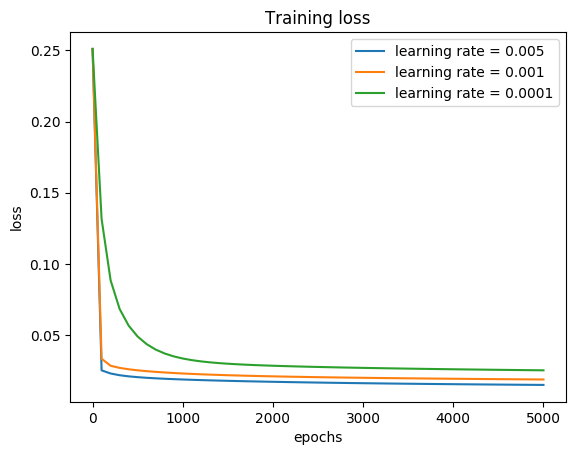 Training loss
learning rate = 0.005
learning rate = 0.001
learning rate = 0.0001
0.25
0.20
0.15
0.10
0.05
loss
0 1000 2000 3000 4000 5000
epochs